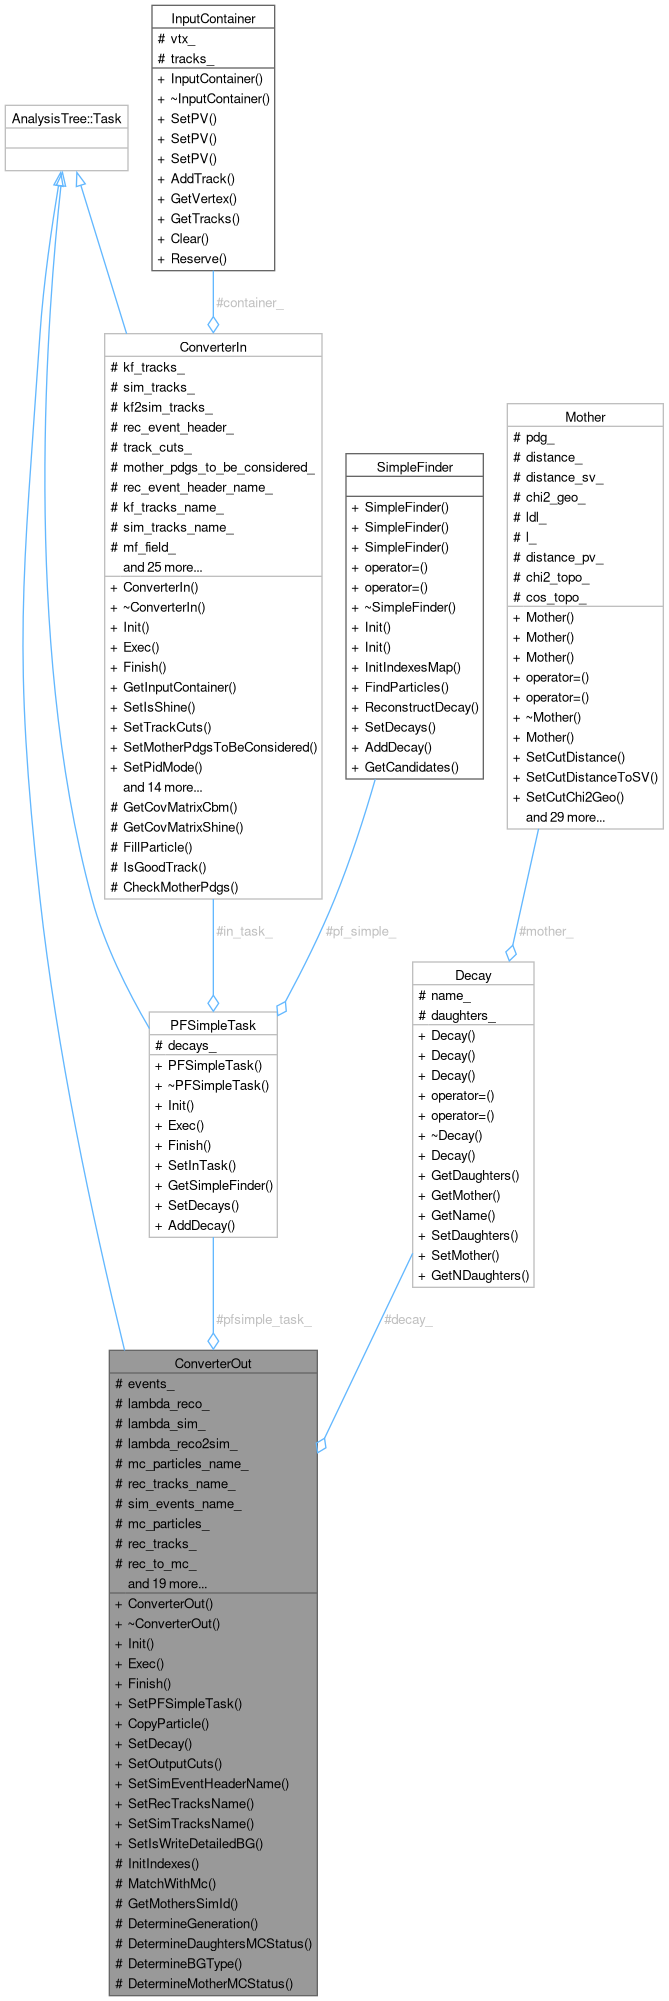 InputContainer
# vtx_
# tracks_
+ InputContainer()
+ ~InputContainer()
+ SetPV()
+ SetPV()
+ SetPV()
+ AddTrack()
+ GetVertex()
+ GetTracks()
+ Clear()
+ Reserve()
AnalysisTree::Task
#container_
ConverterIn
# kf_tracks_
# sim_tracks_
# kf2sim_tracks_
# rec_event_header_
# track_cuts_
# mother_pdgs_to_be_considered_
# rec_event_header_name_
# kf_tracks_name_
# sim_tracks_name_
# mf_field_
and 25 more...
+ ConverterIn()
+ ~ConverterIn()
+ Init()
+ Exec()
+ Finish()
+ GetInputContainer()
+ SetIsShine()
+ SetTrackCuts()
+ SetMotherPdgsToBeConsidered()
+ SetPidMode()
and 14 more...
# GetCovMatrixCbm()
# GetCovMatrixShine()
# FillParticle()
# IsGoodTrack()
# CheckMotherPdgs()
SimpleFinder
+ SimpleFinder()
+ SimpleFinder()
+ SimpleFinder()
+ operator=()
+ operator=()
+ ~SimpleFinder()
+ Init()
+ Init()
+ InitIndexesMap()
+ FindParticles()
+ ReconstructDecay()
+ SetDecays()
+ AddDecay()
+ GetCandidates()
Mother
# pdg_
# distance_
# distance_sv_
# chi2_geo_
# ldl_
# l_
# distance_pv_
# chi2_topo_
# cos_topo_
+ Mother()
+ Mother()
+ Mother()
+ operator=()
+ operator=()
+ ~Mother()
+ Mother()
+ SetCutDistance()
+ SetCutDistanceToSV()
+ SetCutChi2Geo()
and 29 more...
#in_task_
#pf_simple_
#mother_
PFSimpleTask
# decays_
+ PFSimpleTask()
+ ~PFSimpleTask()
+ Init()
+ Exec()
+ Finish()
+ SetInTask()
+ GetSimpleFinder()
+ SetDecays()
+ AddDecay()
Decay
# name_
# daughters_
+ Decay()
+ Decay()
+ Decay()
+ operator=()
+ operator=()
+ ~Decay()
+ Decay()
+ GetDaughters()
+ GetMother()
+ GetName()
+ SetDaughters()
+ SetMother()
+ GetNDaughters()
#pfsimple_task_
#decay_
ConverterOut
# events_
# lambda_reco_
# lambda_sim_
# lambda_reco2sim_
# mc_particles_name_
# rec_tracks_name_
# sim_events_name_
# mc_particles_
# rec_tracks_
# rec_to_mc_
and 19 more...
+ ConverterOut()
+ ~ConverterOut()
+ Init()
+ Exec()
+ Finish()
+ SetPFSimpleTask()
+ CopyParticle()
+ SetDecay()
+ SetOutputCuts()
+ SetSimEventHeaderName()
+ SetRecTracksName()
+ SetSimTracksName()
+ SetIsWriteDetailedBG()
# InitIndexes()
# MatchWithMc()
# GetMothersSimId()
# DetermineGeneration()
# DetermineDaughtersMCStatus()
# DetermineBGType()
# DetermineMotherMCStatus()